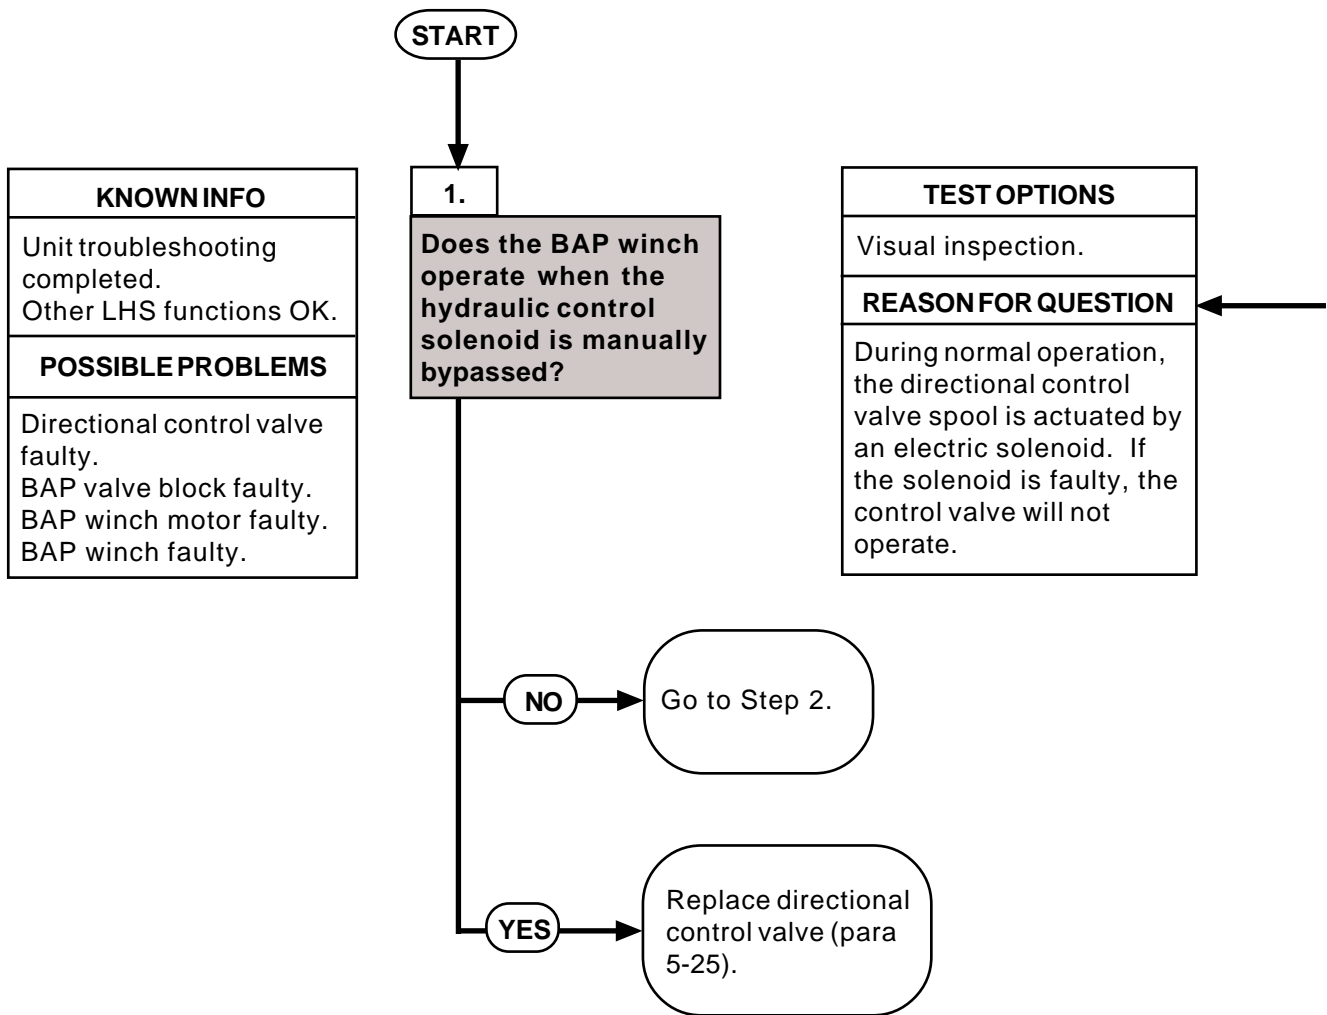 START
KNOWN INFO
Unit troubleshooting
completed.
Other LHS functions OK.
POSSIBLE PROBLEMS
Directional control valve
faulty.
BAP valve block faulty.
BAP winch motor faulty.
BAP winch faulty.
1.
Does the BAP winch
operate when the
hydraulic control
solenoid is manually
bypassed?
TEST OPTIONS
Visual inspection.
REASON FOR QUESTION
During normal operation,
the directional control
valve spool is actuated by
an electric solenoid. If
the solenoid is faulty, the
control valve will not
operate.
NO
Go to Step 2.
YES
Replace directional
control valve (para
5-25).